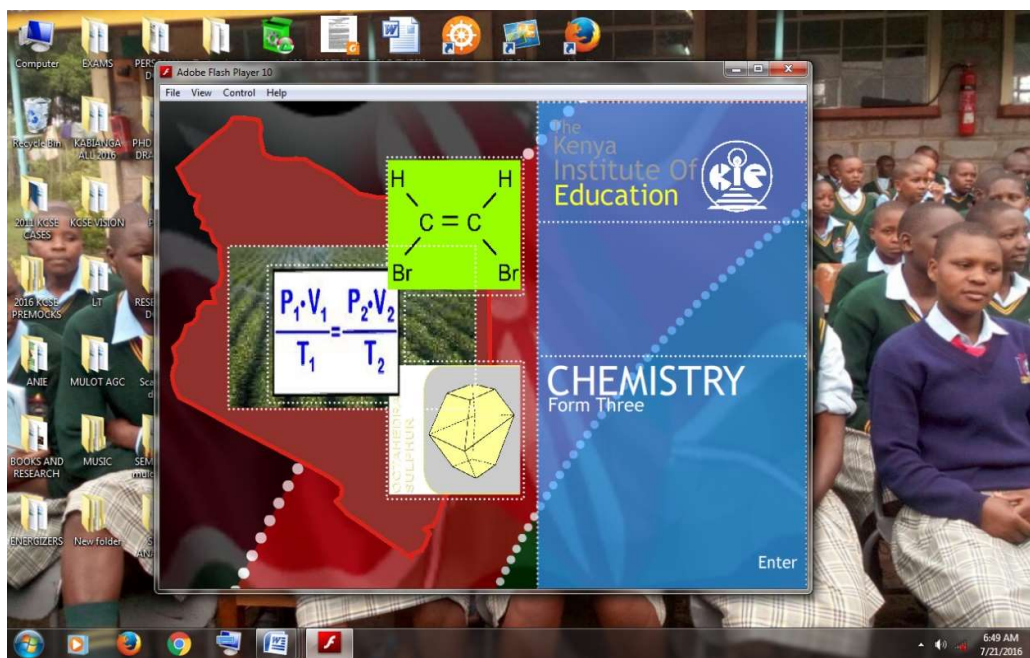 Computer
EXAMS
Recycle Bin
KABIANGA
ALL 2016
PHD
2011 KCSE
CASES
KCSE VISION
2016 KCSE
PREMOCKS
LT
ANIE
MULOT AGC
BOOKS AND
RESEARCH
MUSIC
ENERGIZERS
New folder
Adobe Flash Player 10
File View Control Help
H H
C = C
Br Br
P1·V1 = P2·V2
T1 T2
OCTAHEDRAL
SULPHUR
The
Kenya
Institute Of
Education
kie
CHEMISTRY
Form Three
Enter
6:49 AM
7/21/2016